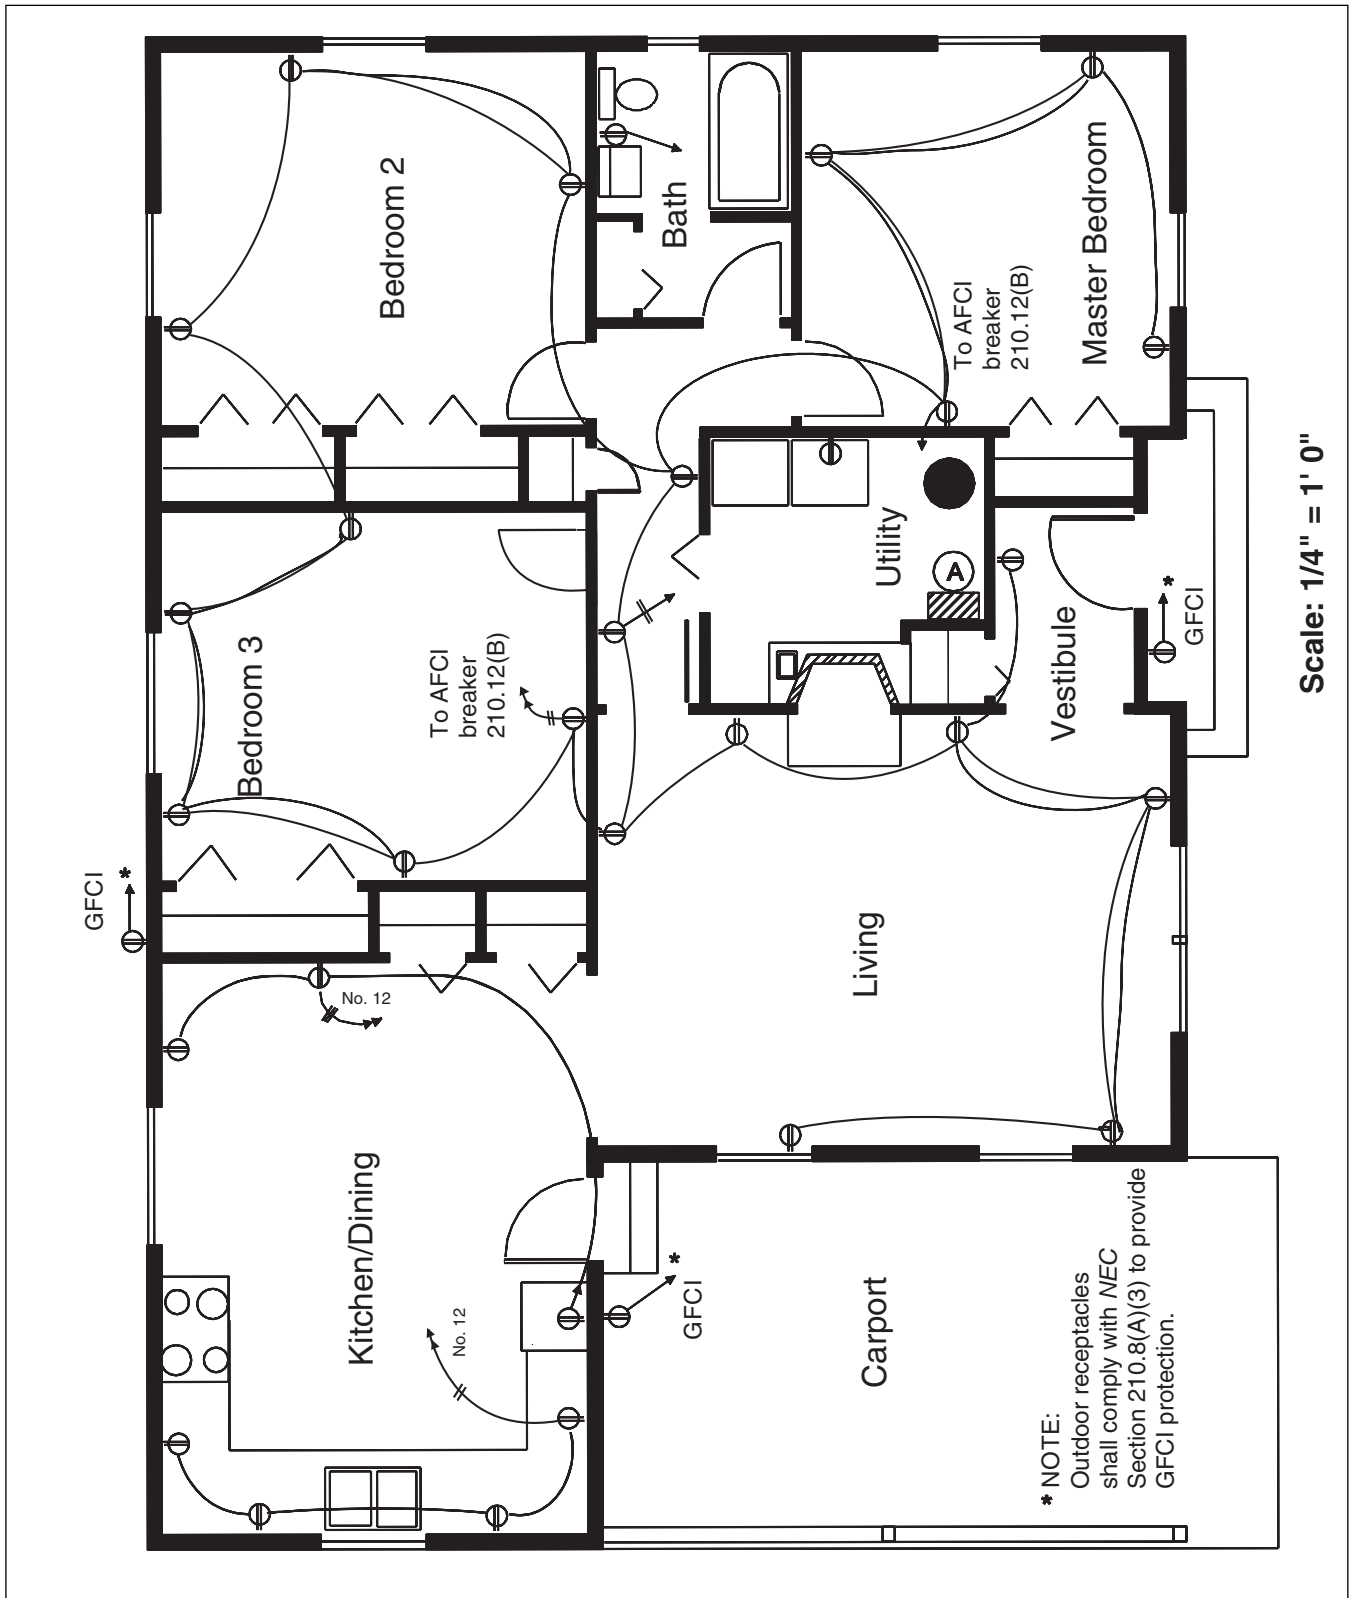 Bedroom 2
Bath
Master Bedroom
To AFCI
breaker
210.12(B)
Bedroom 3
To AFCI
breaker
210.12(B)
Utility
A
Vestibule
GFCI
*
GFCI
*
No. 12
Living
Kitchen/Dining
No. 12
GFCI
*
Carport
* NOTE:
Outdoor receptacles
shall comply with NEC
Section 210.8(A)(3) to provide
GFCI protection.
Scale: 1/4" = 1' 0"